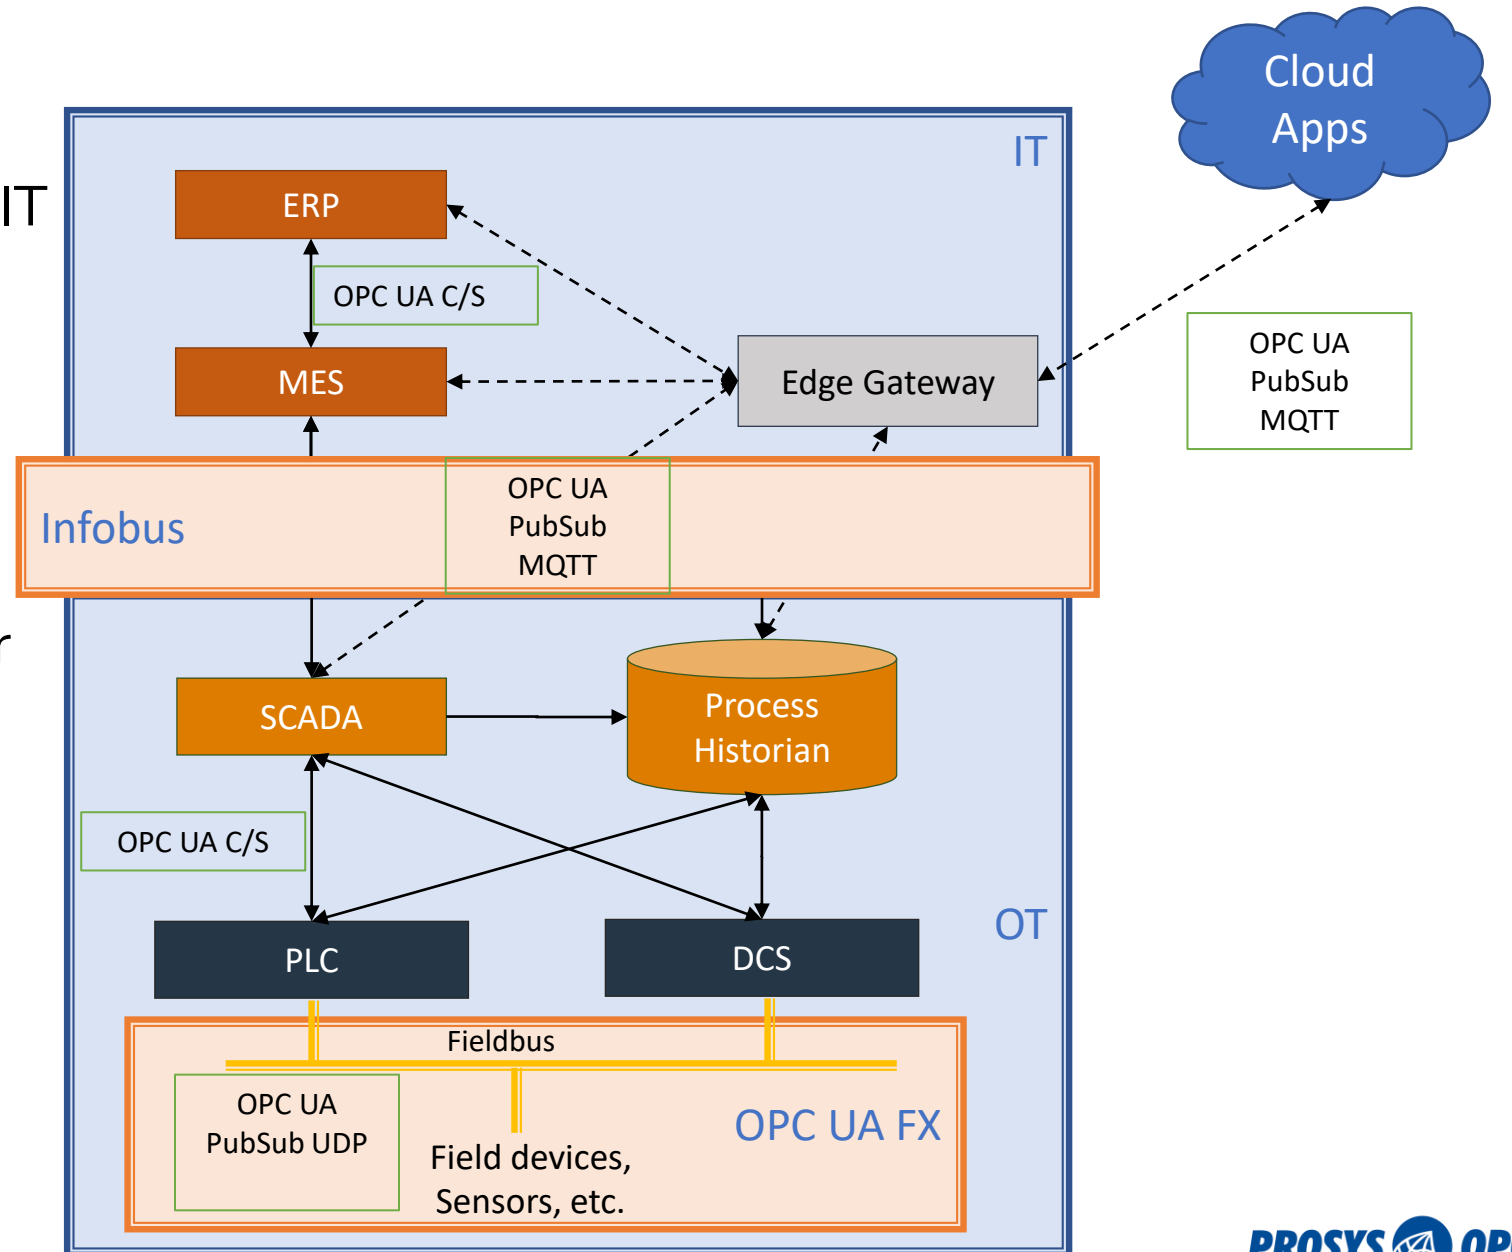 Cloud
Apps
IT
IT
ERP
OPC UA C/S
MES
Edge Gateway
OPC UA
PubSub
MQTT
Infobus
OPC UA
PubSub
MQTT
r
SCADA
Process
Historian
OPC UA C/S
OT
PLC
DCS
Fieldbus
OPC UA
PubSub UDP
OPC UA FX
Field devices,
Sensors, etc.
PROSYS OP